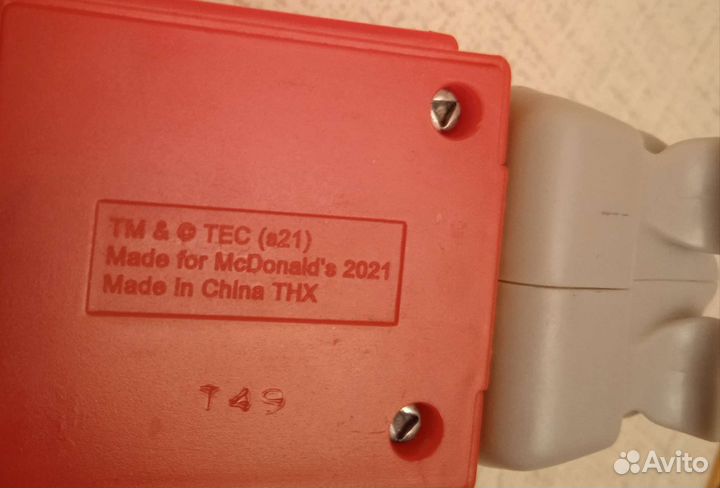 TM & © TEC (s21)
Made for McDonald's 2021
Made in China THX
T49
Avito